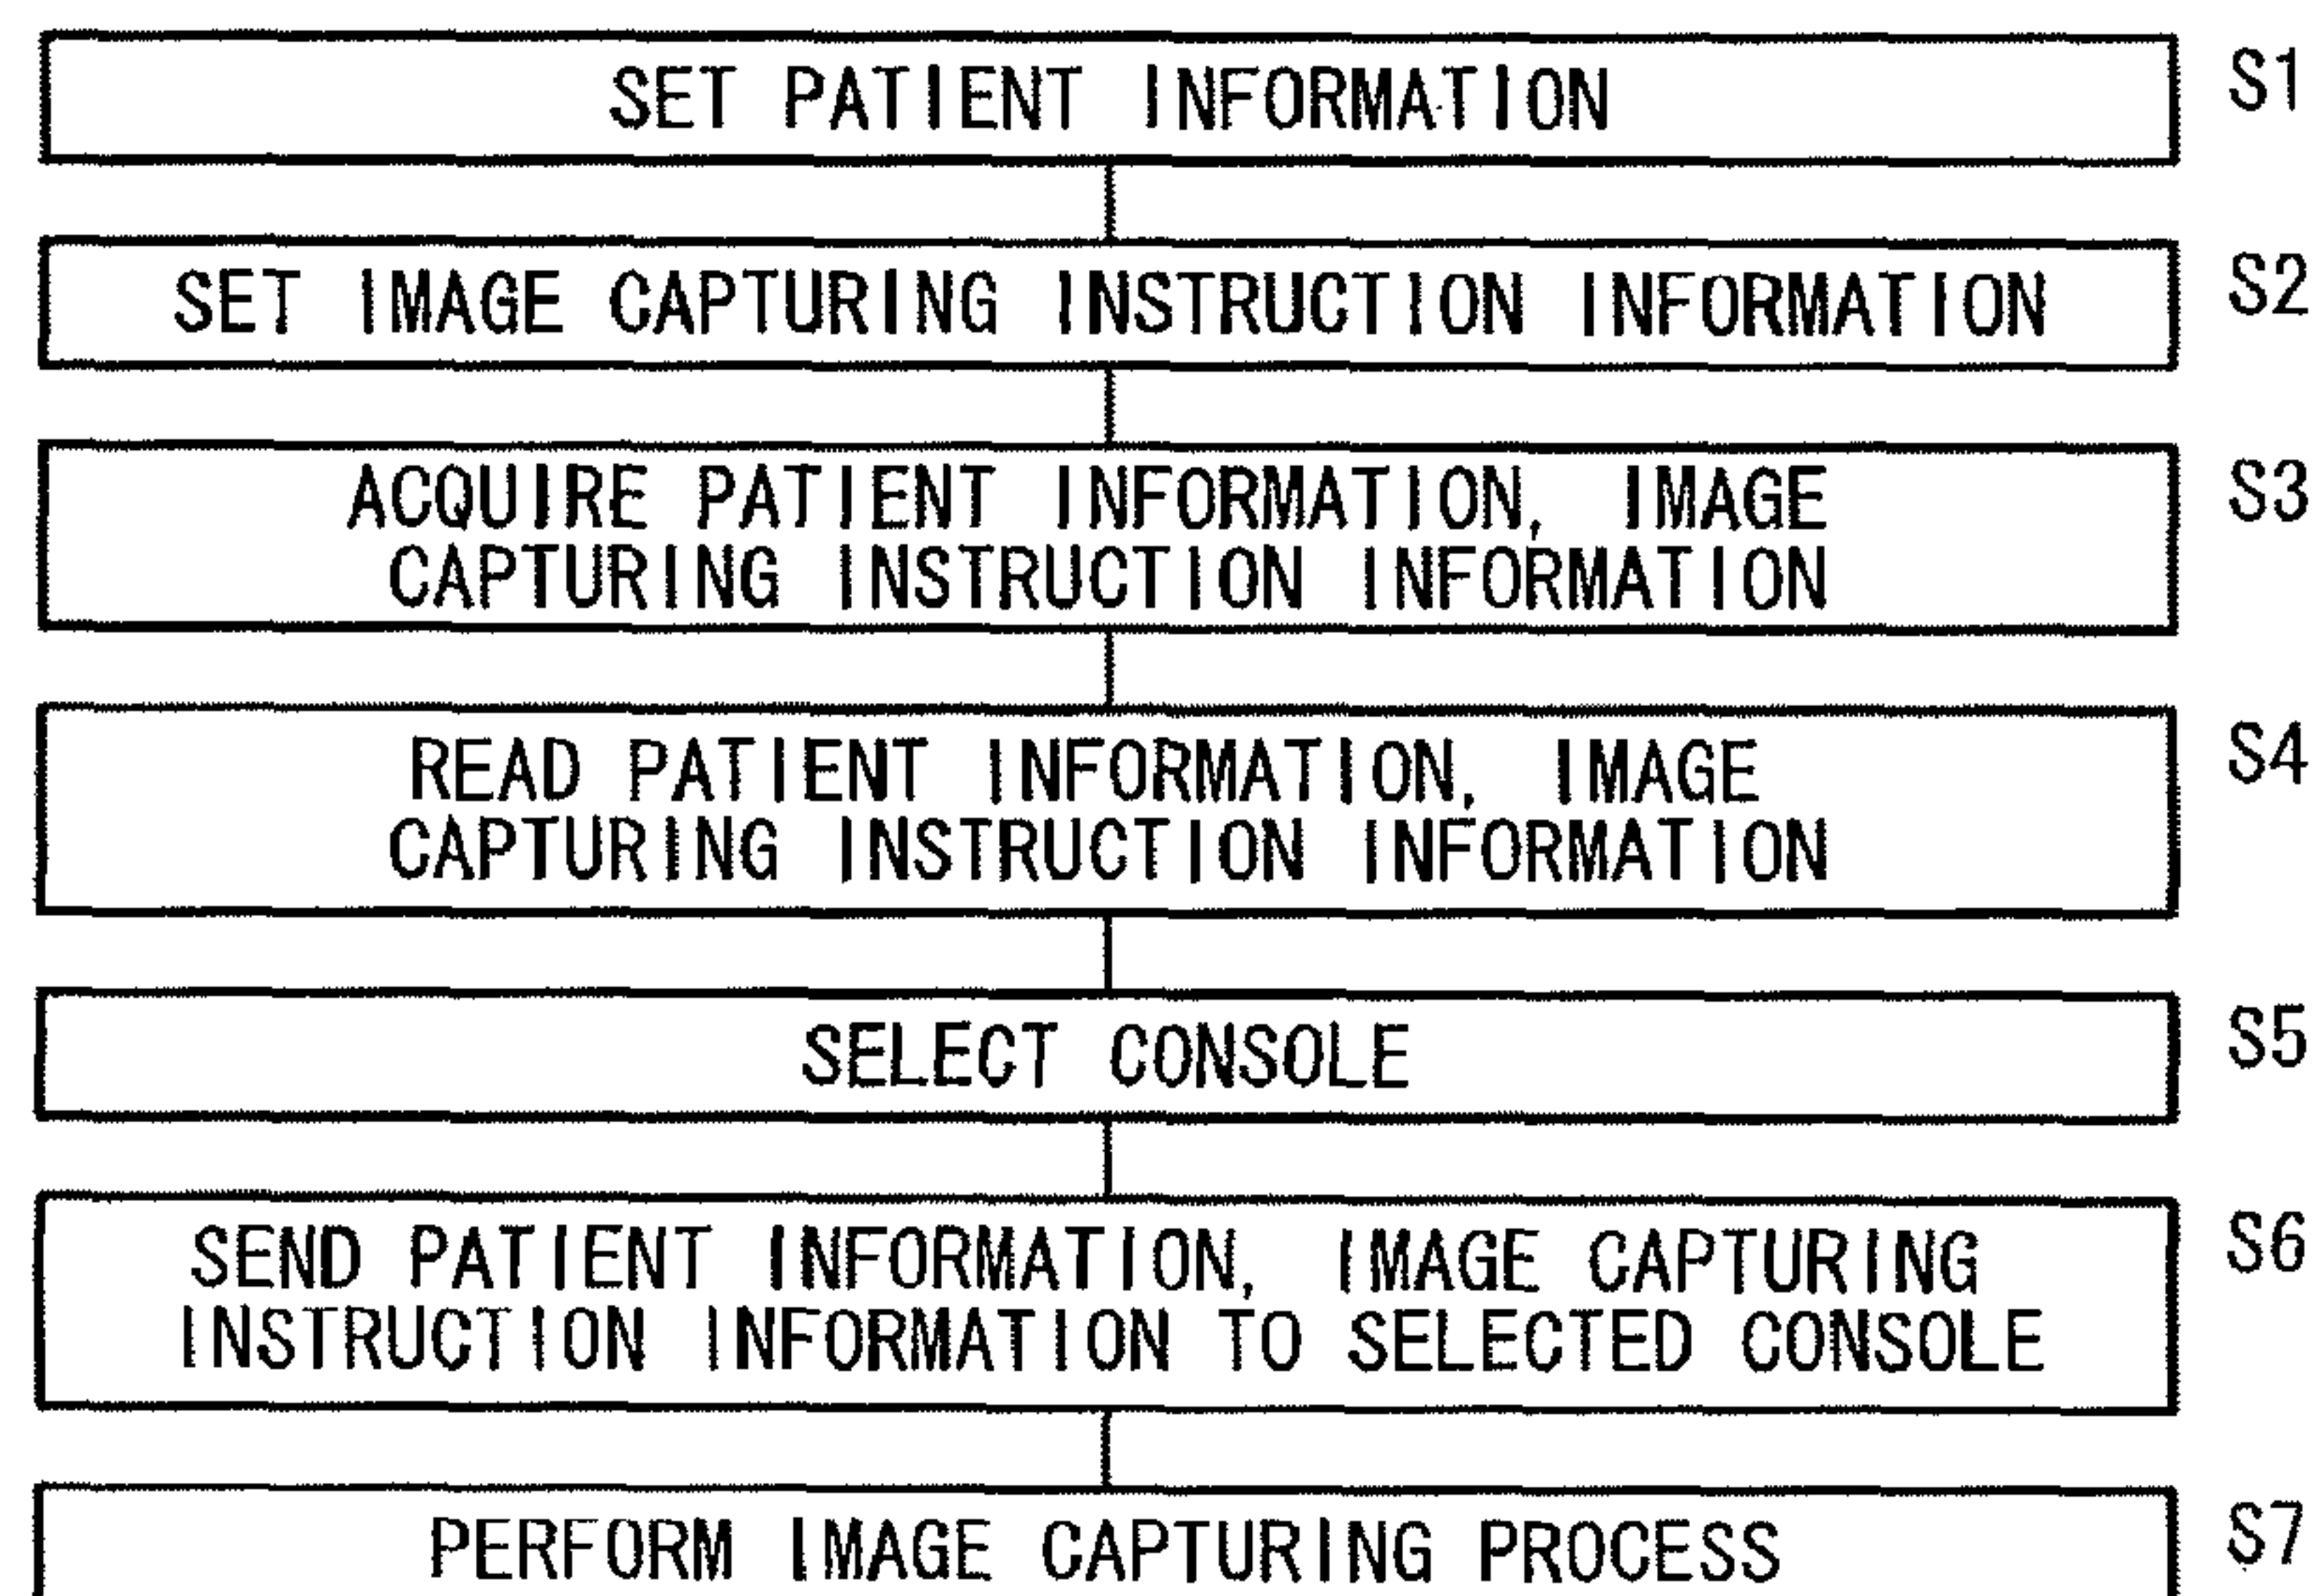 SET PATIENT INFORMATION S1
SET IMAGE CAPTURING INSTRUCTION INFORMATION S2
ACQUIRE PATIENT INFORMATION, IMAGE S3
CAPTURING INSTRUCTION INFORMATION
READ PATIENT INFORMATION, IMAGE S4
CAPTURING INSTRUCTION INFORMATION
SELECT CONSOLE S5
SEND PATIENT INFORMATION, IMAGE CAPTURING S6
INSTRUCTION INFORMATION TO SELECTED CONSOLE
PERFORM IMAGE CAPTURING PROCESS S7